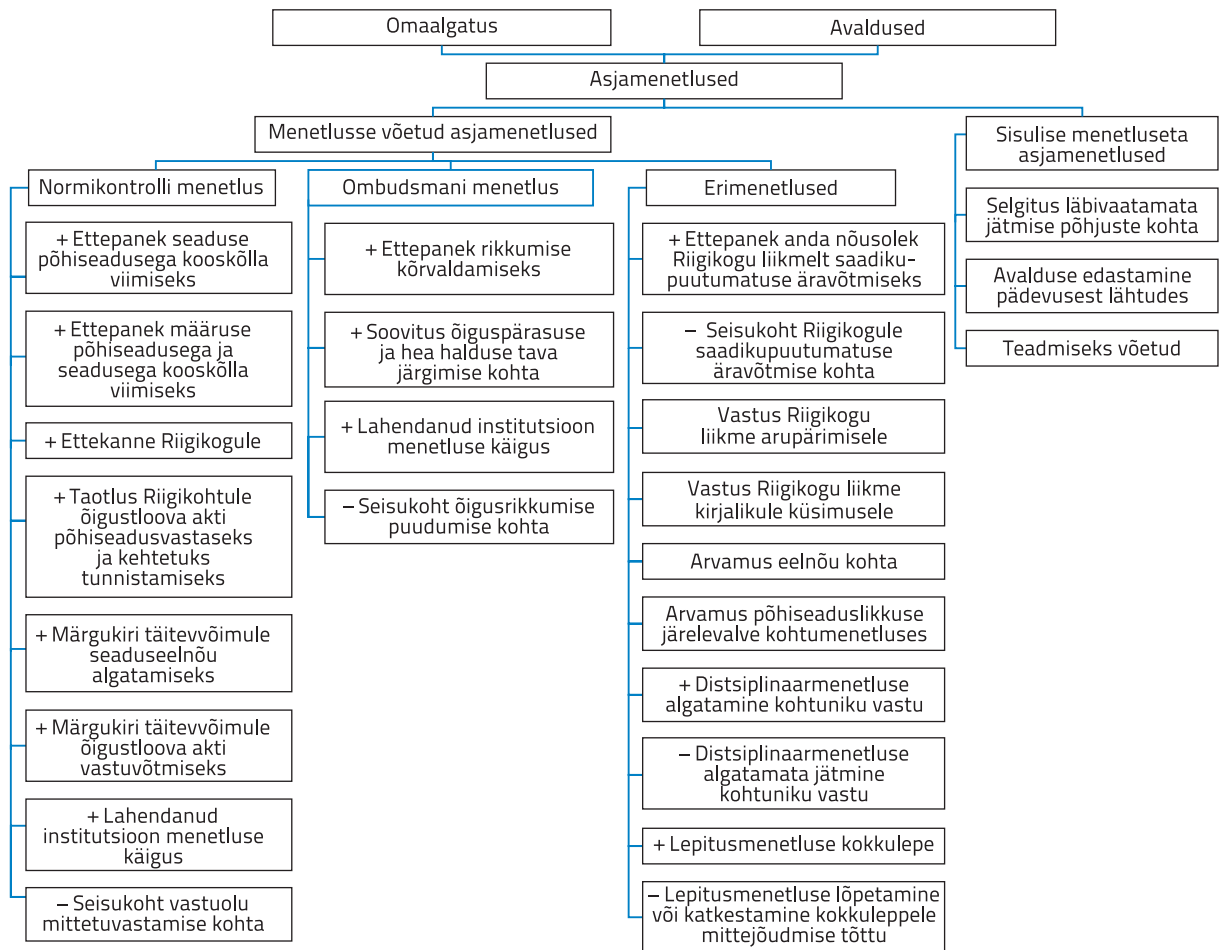 Omaalgatus
Avaldused
Asjamenetlused
Menetlusse võetud asjamenetlused
Normikontrolli menetlus
+ Ettepanek seaduse
põhiseadusega kooskõlla
viimiseks
+ Ettepanek määruse
põhiseadusega ja
seadusega kooskõlla
viimiseks
+ Ettekanne Riigikogule
+ Taotlus Riigikohtule
õigustloova akti
põhiseadusvastaseks
ja kehtetuks
tunnistamiseks
+ Märgukiri täitevvõimule
seaduseelnõu
algatamiseks
+ Märgukiri täitevvõimule
õigustloova akti
vastuvõtmiseks
+ Lahendanud
institutsioon menetluse
käigus
– Seisukoht vastuolu
mittetuvastamise kohta
Ombudsmani menetlus
+ Ettepanek rikkumise
kõrvaldamiseks
+ Soovitus õiguspärasuse
ja hea halduse tava
järgimise kohta
+ Lahendanud institutsioon
menetluse käigus
– Seisukoht õigusrikkumise
puudumise kohta
Erimenetlused
+ Ettepanek anda nõusolek
Riigikogu liikmelt saadiku-
puutumatuse äravõtmiseks
– Seisukoht Riigikogule
saadikupuutumatuse
äravõtmise kohta
Vastus Riigikogu
liikme arupärimisele
Vastus Riigikogu liikme
kirjalikule küsimusele
Arvamus eelnõu kohta
Arvamus põhiseaduslikkuse
järelevalve kohtumenetluses
+ Distsiplinaarmenetluse
algatamine kohtuniku vastu
– Distsiplinaarmenetluse
algatamata jätmine
kohtuniku vastu
+ Lepitusmenetluse kokkulepe
– Lepitusmenetluse lõpetamine
või katkestamine kokkuleppele
mittejõudmise tõttu
Sisulise menetluseta
asjamenetlused
Selgitus läbivaatamata
jätmise põhjuste kohta
Avalduse edastamine
pädevusest lähtudes
Teadmiseks võetud